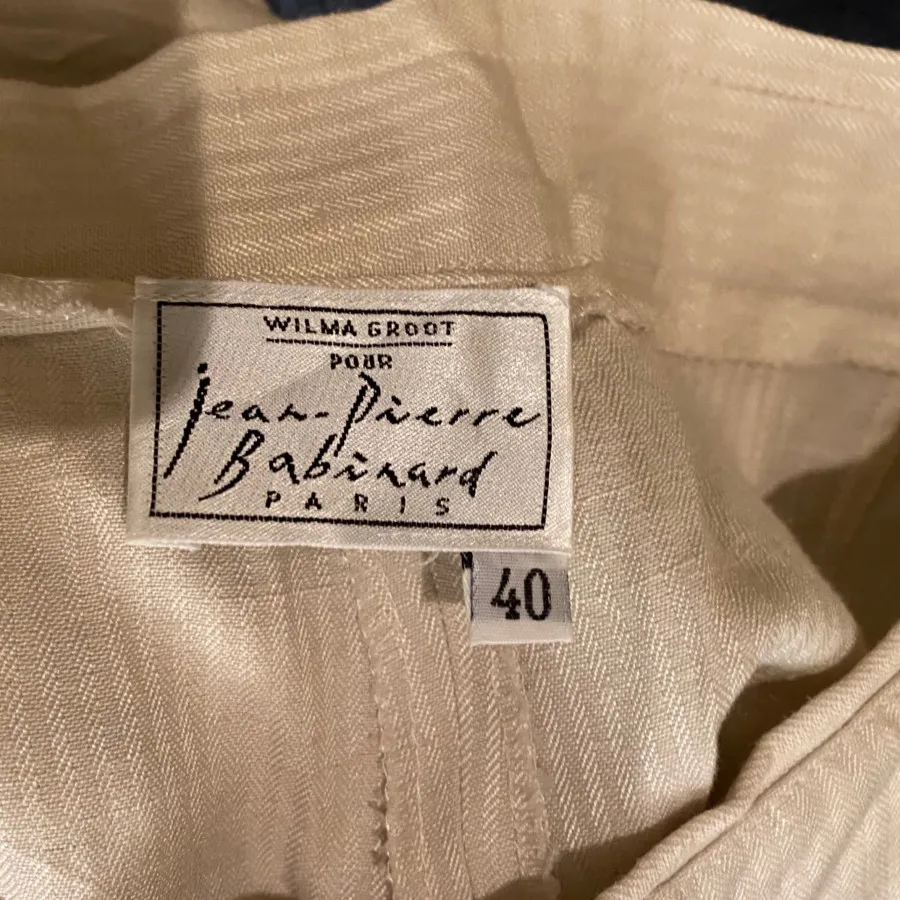 WILMA GROOT
POUR
Jean-Pierre
Babinard
PARIS
40